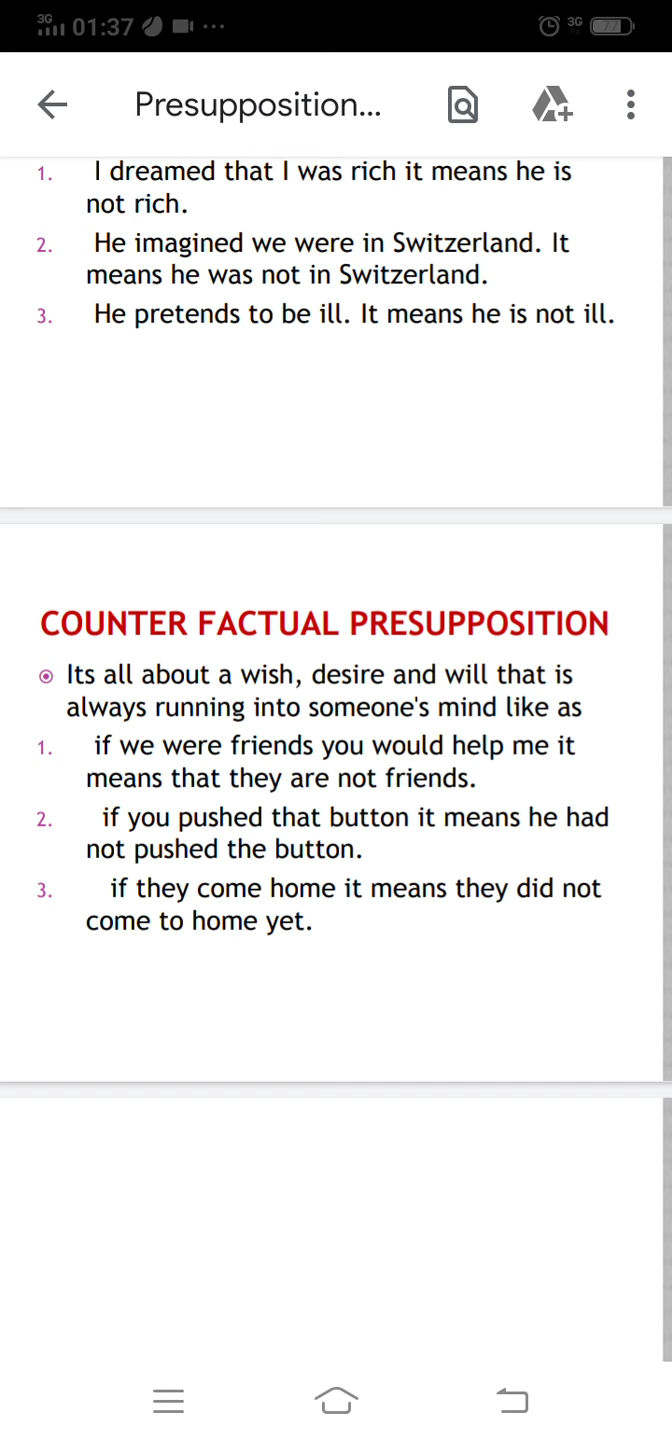 3G 01:37 ... 3G 77
Presupposition...
1. I dreamed that I was rich it means he is
not rich.
2. He imagined we were in Switzerland. It
means he was not in Switzerland.
3. He pretends to be ill. It means he is not ill.
COUNTER FACTUAL PRESUPPOSITION
Its all about a wish, desire and will that is
always running into someone's mind like as
1. if we were friends you would help me it
means that they are not friends.
2. if you pushed that button it means he had
not pushed the button.
3. if they come home it means they did not
come to home yet.